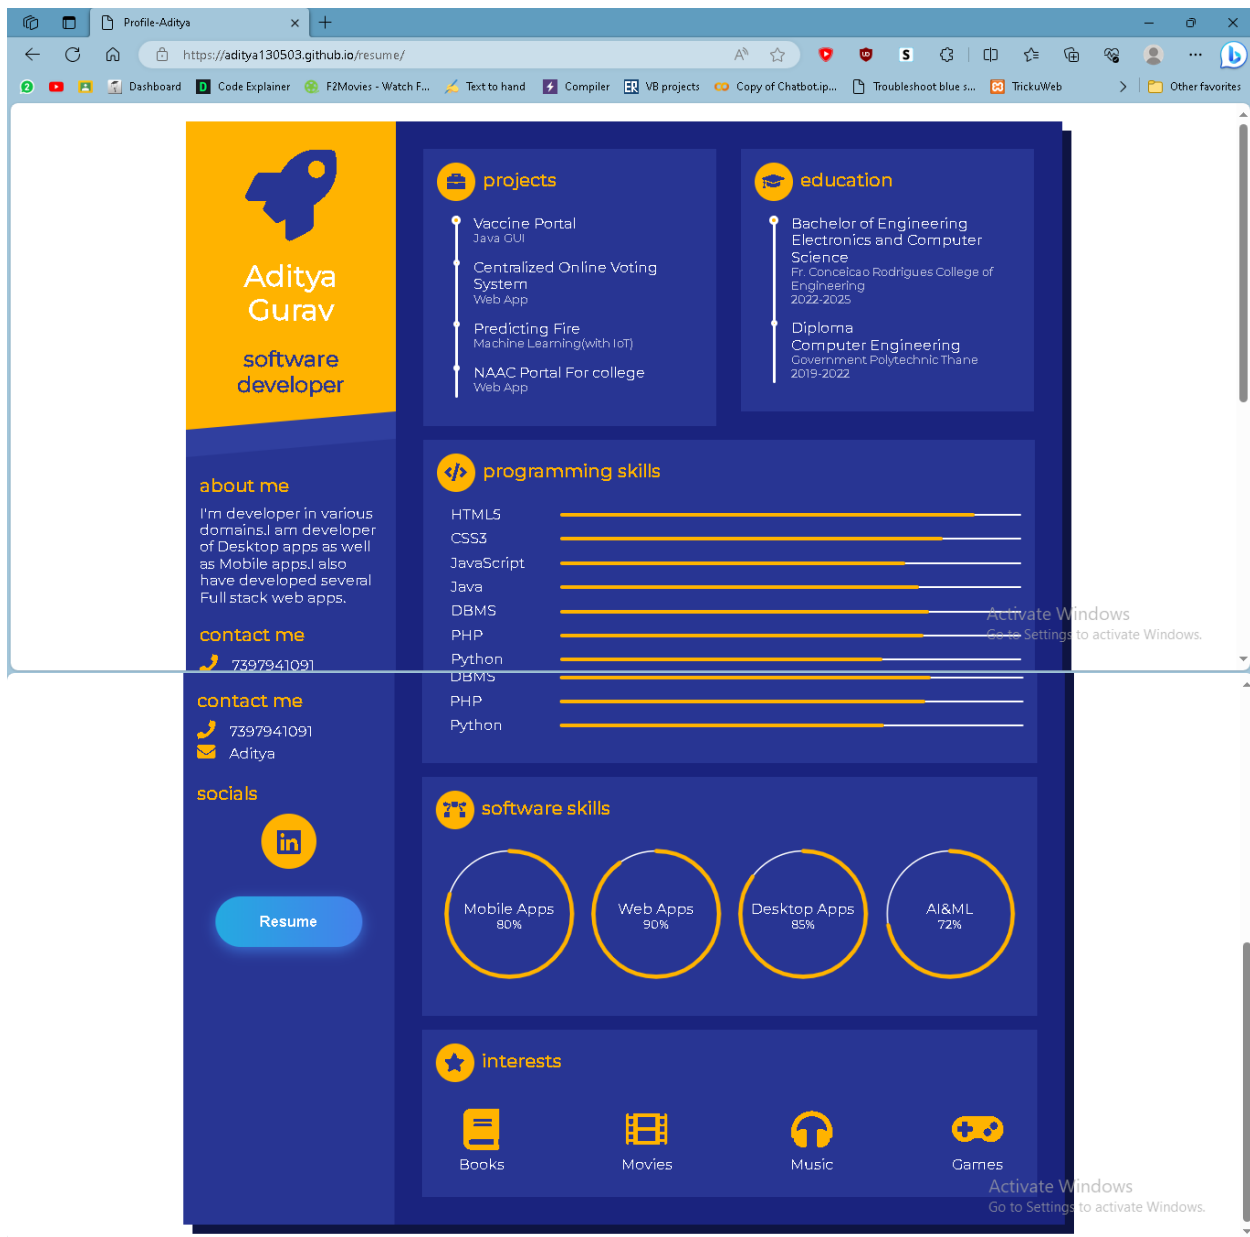 Profile-Aditya
https://aditya130503.github.io/resume/
Dashboard
Code Explainer
F2Movies - Watch F...
Text to hand
Compiler
VB projects
Copy of Chatbot.ip...
Troubleshoot blue s...
TrickuWeb
Other favorites
Aditya
Gurav
software
developer
about me
I'm developer in various
domains.I am developer
of Desktop apps as well
as Mobile apps.I also
have developed several
Full stack web apps.
contact me
7397941091
projects
Vaccine Portal
Java GUI
Centralized Online Voting
System
Web App
Predicting Fire
Machine Learning(with IoT)
NAAC Portal For college
Web App
education
Bachelor of Engineering
Electronics and Computer
Science
Fr. Conceicao Rodrigues College of
Engineering
2022-2025
Diploma
Computer Engineering
Government Polytechnic Thane
2019-2022
programming skills
HTML5
CSS3
JavaScript
Java
DBMS
PHP
Python
Activate Windows
Go to Settings to activate Windows.
DBMS
PHP
Python
contact me
7397941091
Aditya
socials
in
Resume
software skills
Mobile Apps
80%
Web Apps
90%
Desktop Apps
85%
AI&ML
72%
interests
Books
Movies
Music
Games
Activate Windows
Go to Settings to activate Windows.